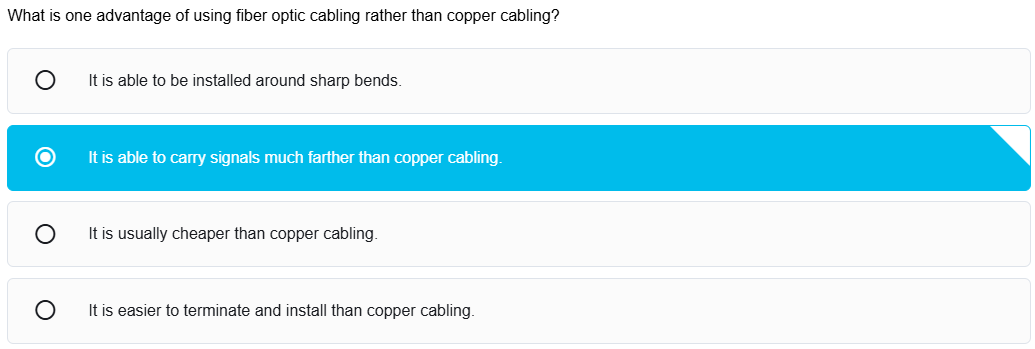 What is one advantage of using fiber optic cabling rather than copper cabling?
It is able to be installed around sharp bends.
It is able to carry signals much farther than copper cabling.
It is usually cheaper than copper cabling.
It is easier to terminate and install than copper cabling.